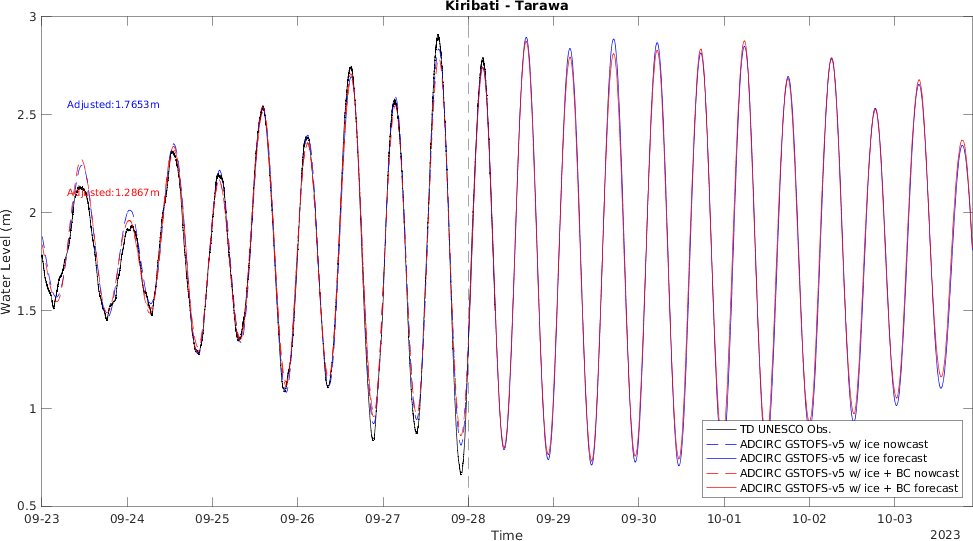 Kiribati - Tarawa
3
2.5
2
1.5
1
0.5
Water Level (m)
Adjusted:1.7653m
Adjusted:1.2867m
TD UNESCO Obs.
ADCIRC GSTOFS-v5 w/ ice nowcast
ADCIRC GSTOFS-v5 w/ ice forecast
ADCIRC GSTOFS-v5 w/ ice + BC nowcast
ADCIRC GSTOFS-v5 w/ ice + BC forecast
09-23 09-24 09-25 09-26 09-27 09-28 09-29 09-30 10-01 10-02 10-03
Time
2023